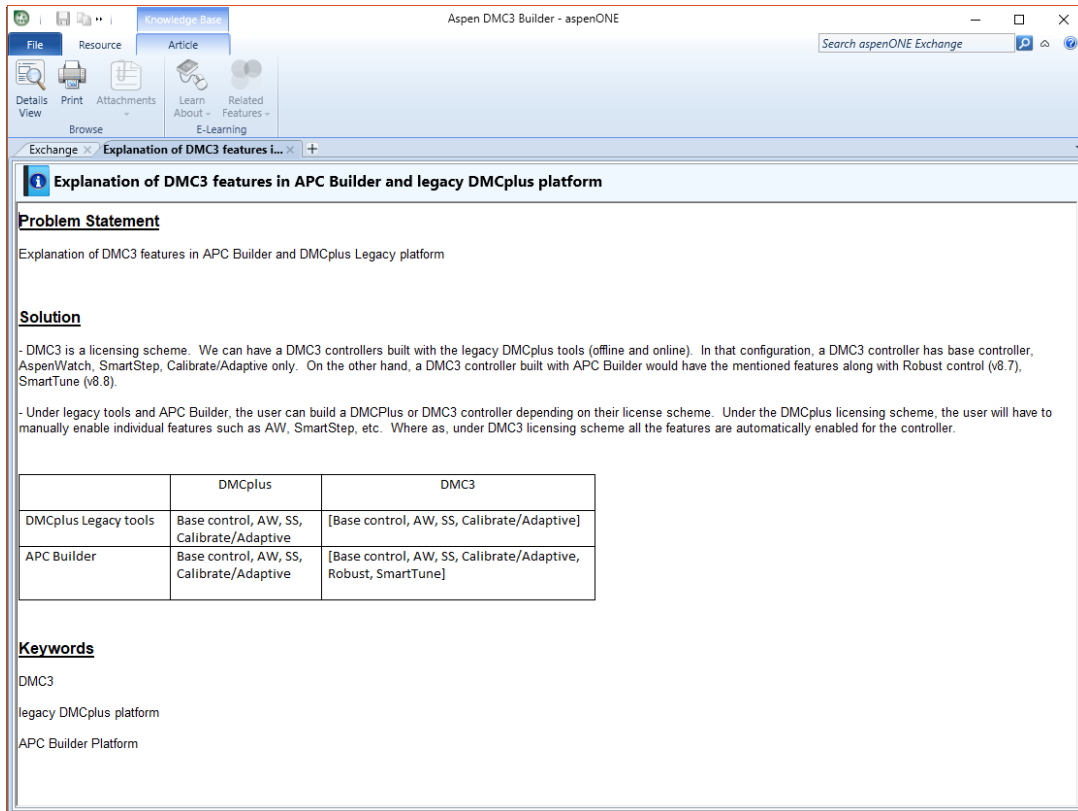 Knowledge Base
Aspen DMC3 Builder - aspenONE
File
Resource
Article
Search aspenONE Exchange
Details View
Print
Attachments
Learn About
Related Features
Browse
E-Learning
Exchange
Explanation of DMC3 features i...
Explanation of DMC3 features in APC Builder and legacy DMCplus platform
Problem Statement
Explanation of DMC3 features in APC Builder and DMCplus Legacy platform
Solution
- DMC3 is a licensing scheme. We can have a DMC3 controllers built with the legacy DMCplus tools (offline and online). In that configuration, a DMC3 controller has base controller,
AspenWatch, SmartStep, Calibrate/Adaptive only. On the other hand, a DMC3 controller built with APC Builder would have the mentioned features along with Robust control (v8.7),
SmartTune (v8.8).
- Under legacy tools and APC Builder, the user can build a DMCPlus or DMC3 controller depending on their license scheme. Under the DMCplus licensing scheme, the user will have to
manually enable individual features such as AW, SmartStep, etc. Where as, under DMC3 licensing scheme all the features are automatically enabled for the controller.
DMCplus
DMC3
DMCplus Legacy tools
Base control, AW, SS,
Calibrate/Adaptive
[Base control, AW, SS, Calibrate/Adaptive]
APC Builder
Base control, AW, SS,
Calibrate/Adaptive
[Base control, AW, SS, Calibrate/Adaptive,
Robust, SmartTune]
Keywords
DMC3
legacy DMCplus platform
APC Builder Platform